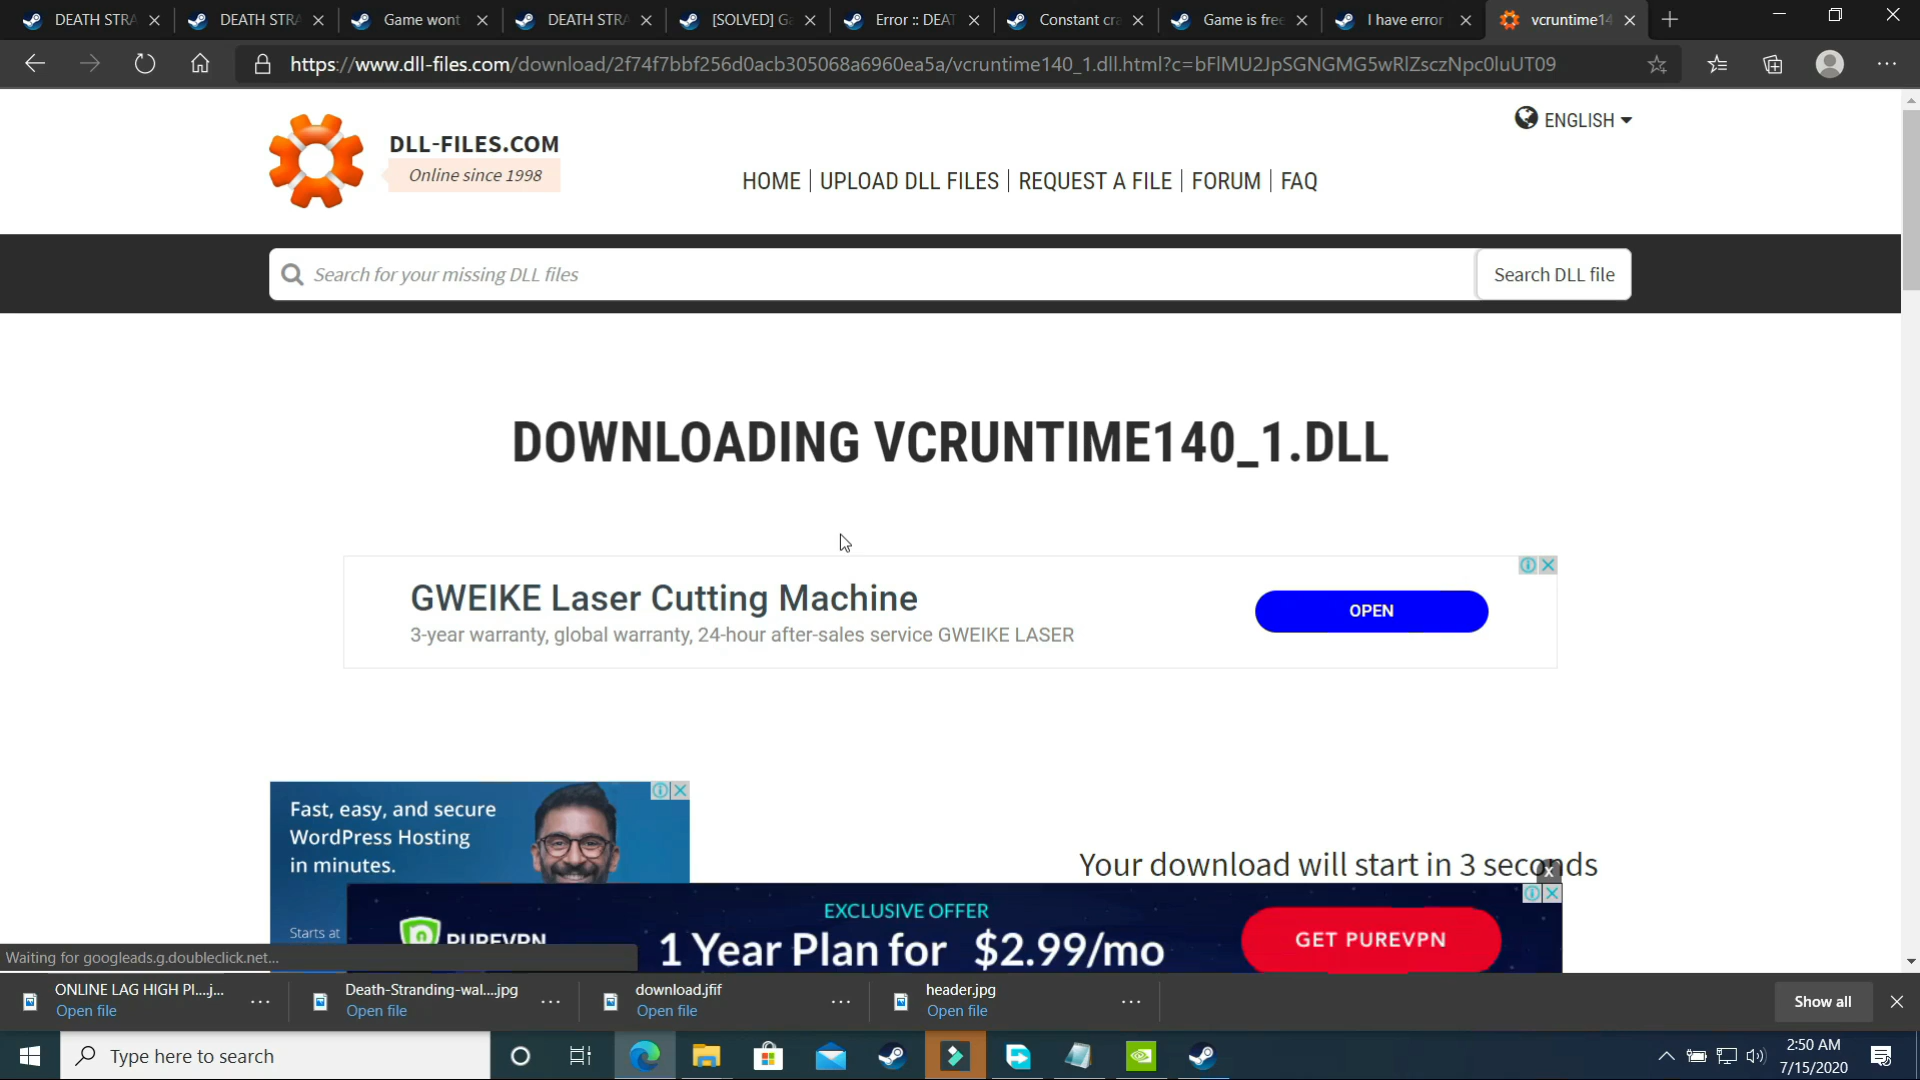 DEATH STRA
DEATH STRA
Game wont
DEATH STRA
[SOLVED] G
Error :: DEAT
Constant cra
Game is free
I have error
vcruntime14
https://www.dll-files.com/download/2f74f7bbf256d0acb305068a6960ea5a/vcruntime140_1.dll.html?c=bFlMU2JpSGNGMG5wRlZsczNpc0luUT09
DLL-FILES.COM
Online since 1998
ENGLISH
HOME | UPLOAD DLL FILES | REQUEST A FILE | FORUM | FAQ
Search for your missing DLL files
Search DLL file
DOWNLOADING VCRUNTIME140_1.DLL
GWEIKE Laser Cutting Machine
3-year warranty, global warranty, 24-hour after-sales service GWEIKE LASER
OPEN
Fast, easy, and secure
WordPress Hosting
in minutes.
Starts at
Your download will start in 3 seconds
x
EXCLUSIVE OFFER
PUREVPN
1 Year Plan for $2.99/mo
GET PUREVPN
Waiting for googleads.g.doubleclick.net...
ONLINE LAG HIGH PI....j...
Open file
Death-Stranding-wal....jpg
Open file
download.jfif
Open file
header.jpg
Open file
Show all
Type here to search
2:50 AM
7/15/2020